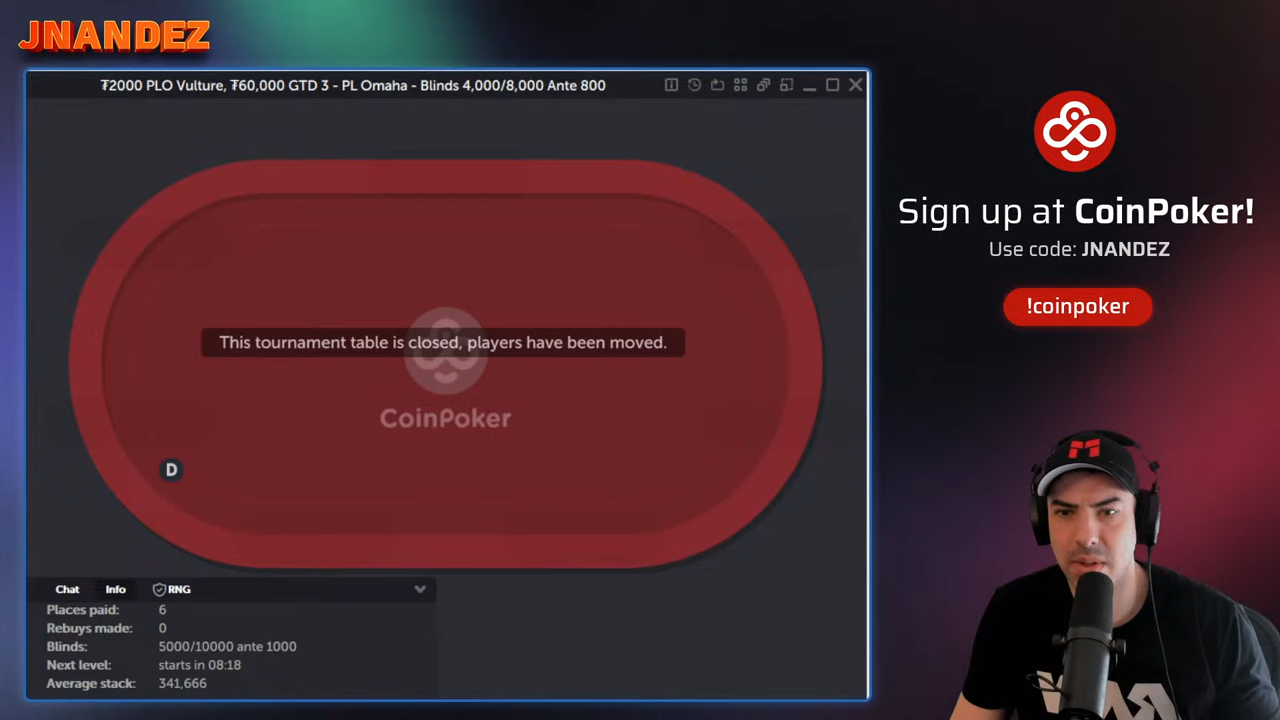 JNANDEZ
₮2000 PLO Vulture, ₮60,000 GTD 3 - PL Omaha - Blinds 4,000/8,000 Ante 800
This tournament table is closed, players have been moved.
CoinPoker
D
Chat Info RNG
Places paid: 6
Rebuys made: 0
Blinds: 5000/10000 ante 1000
Next level: starts in 08:18
Average stack: 341,666
Sign up at CoinPoker!
Use code: JNANDEZ
!coinpoker